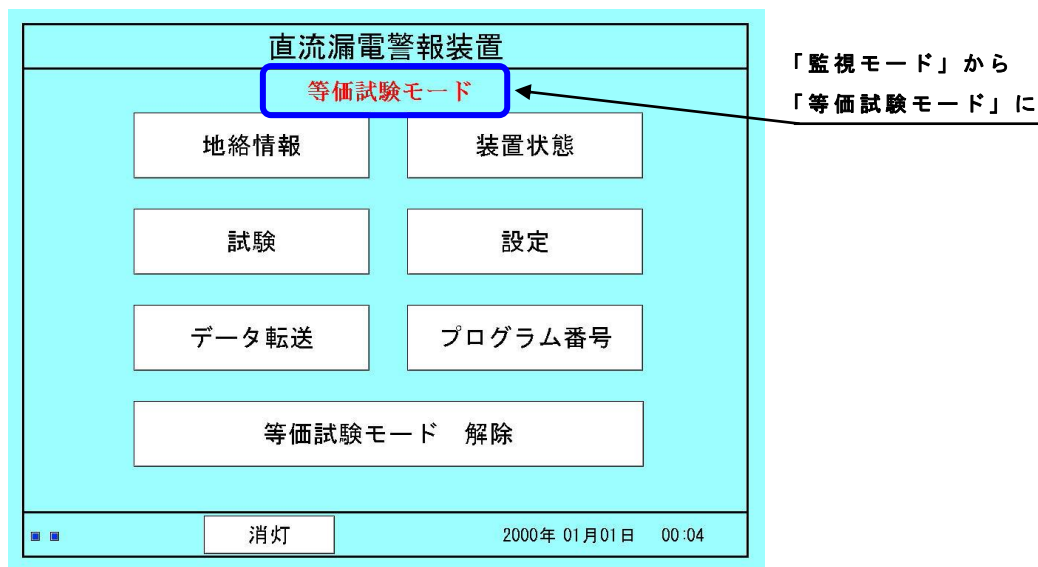 直流漏電警報装置
等価試験モード
「監視モード」から
「等価試験モード」に
地絡情報
装置状態
試験
設定
データ転送
プログラム番号
等価試験モード 解除
消灯
2000年 01月01日 00:04